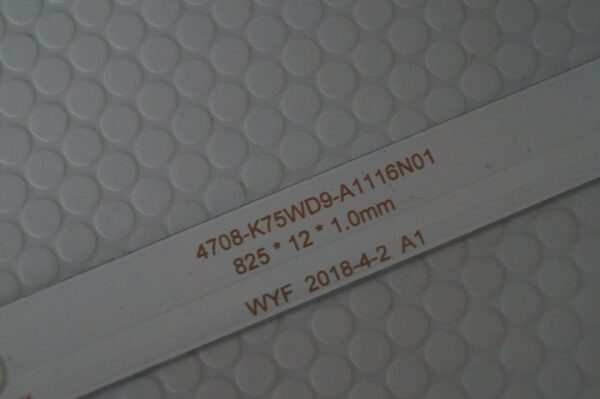 4708-K75WD9-A1116N01
825 * 12 * 1.0mm
WYF 2018-4-2 A1